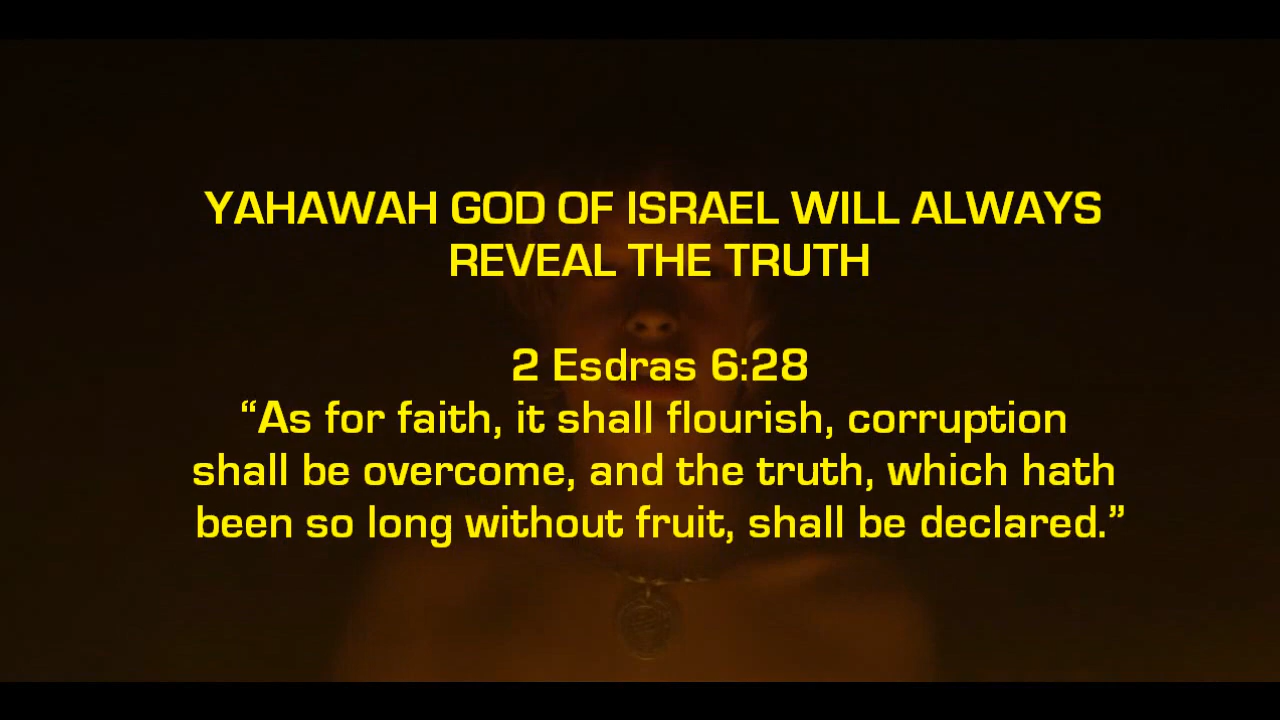 YAHAWAH GOD OF ISRAEL WILL ALWAYS
REVEAL THE TRUTH
2 Esdras 6:28
“As for faith, it shall flourish, corruption
shall be overcome, and the truth, which hath
been so long without fruit, shall be declared.”